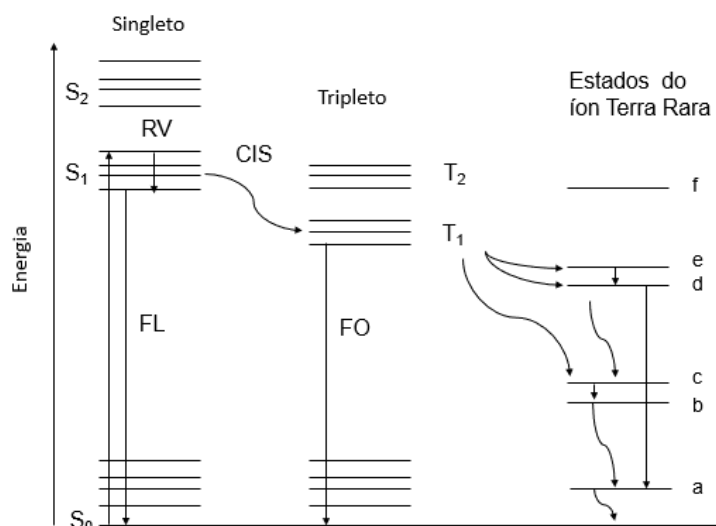 Singleto
S2
RV
S1
CIS
FL
Energia
S0
Tripleto
T2
T1
FO
Estados do
íon Terra Rara
f
e
d
c
b
a